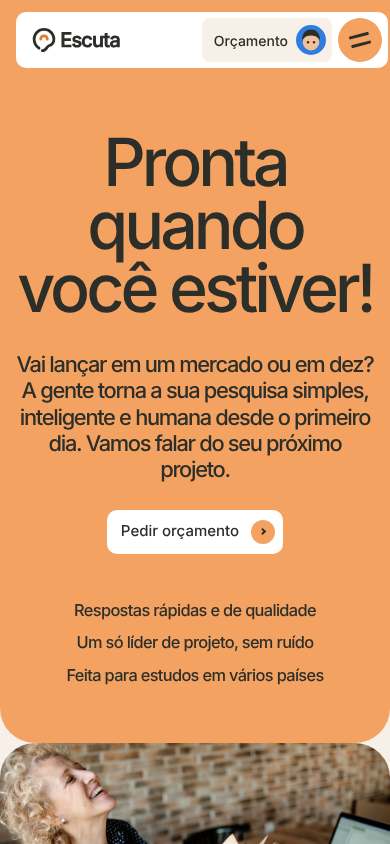 Escuta
Orçamento
Pronta
quando
você estiver!
Vai lançar em um mercado ou em dez?
A gente torna a sua pesquisa simples,
inteligente e humana desde o primeiro
dia. Vamos falar do seu próximo
projeto.
Pedir orçamento
Respostas rápidas e de qualidade
Um só líder de projeto, sem ruído
Feita para estudos em vários países